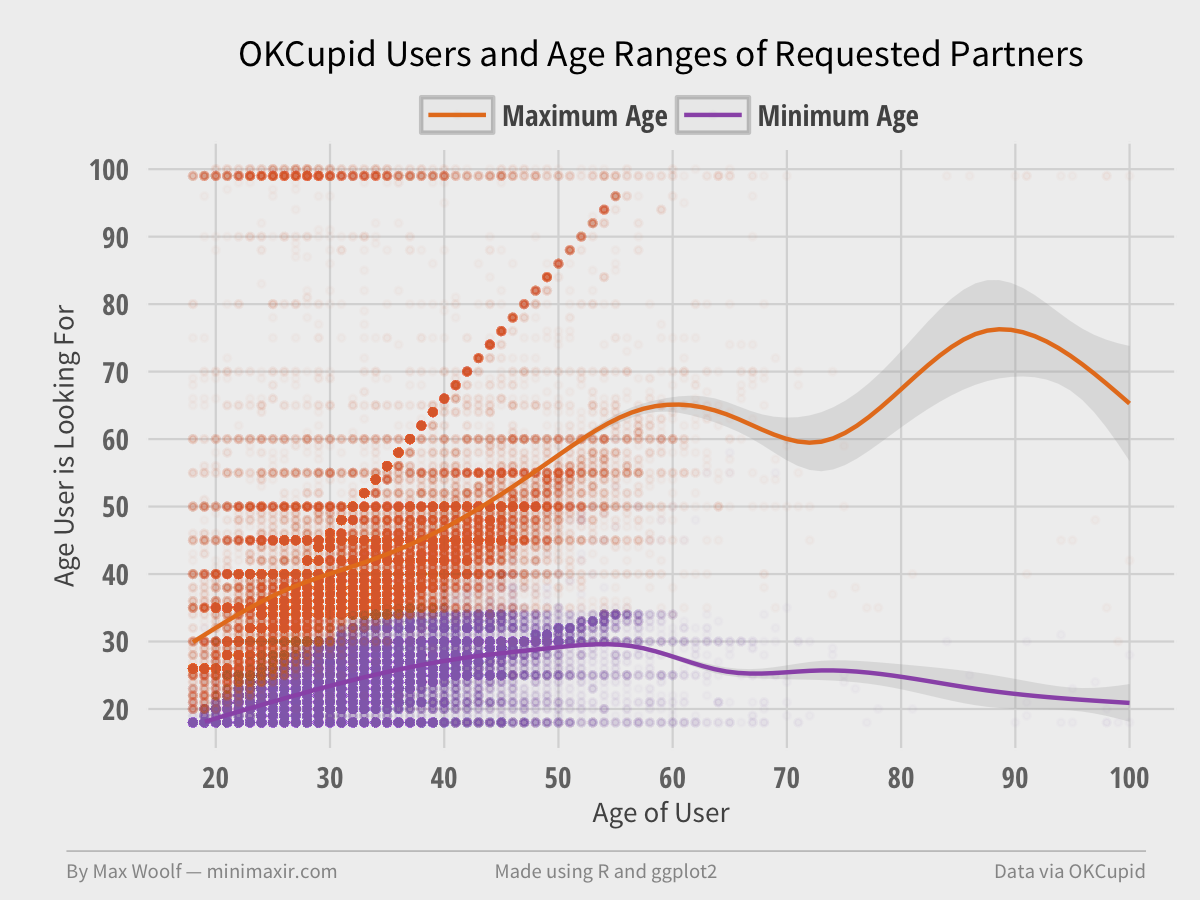 OKCupid Users and Age Ranges of Requested Partners
Maximum Age Minimum Age
100
90
80
70
60
50
40
30
20
Age User is Looking For
20 30 40 50 60 70 80 90 100
Age of User
By Max Woolf — minimaxir.com Made using R and ggplot2 Data via OKCupid